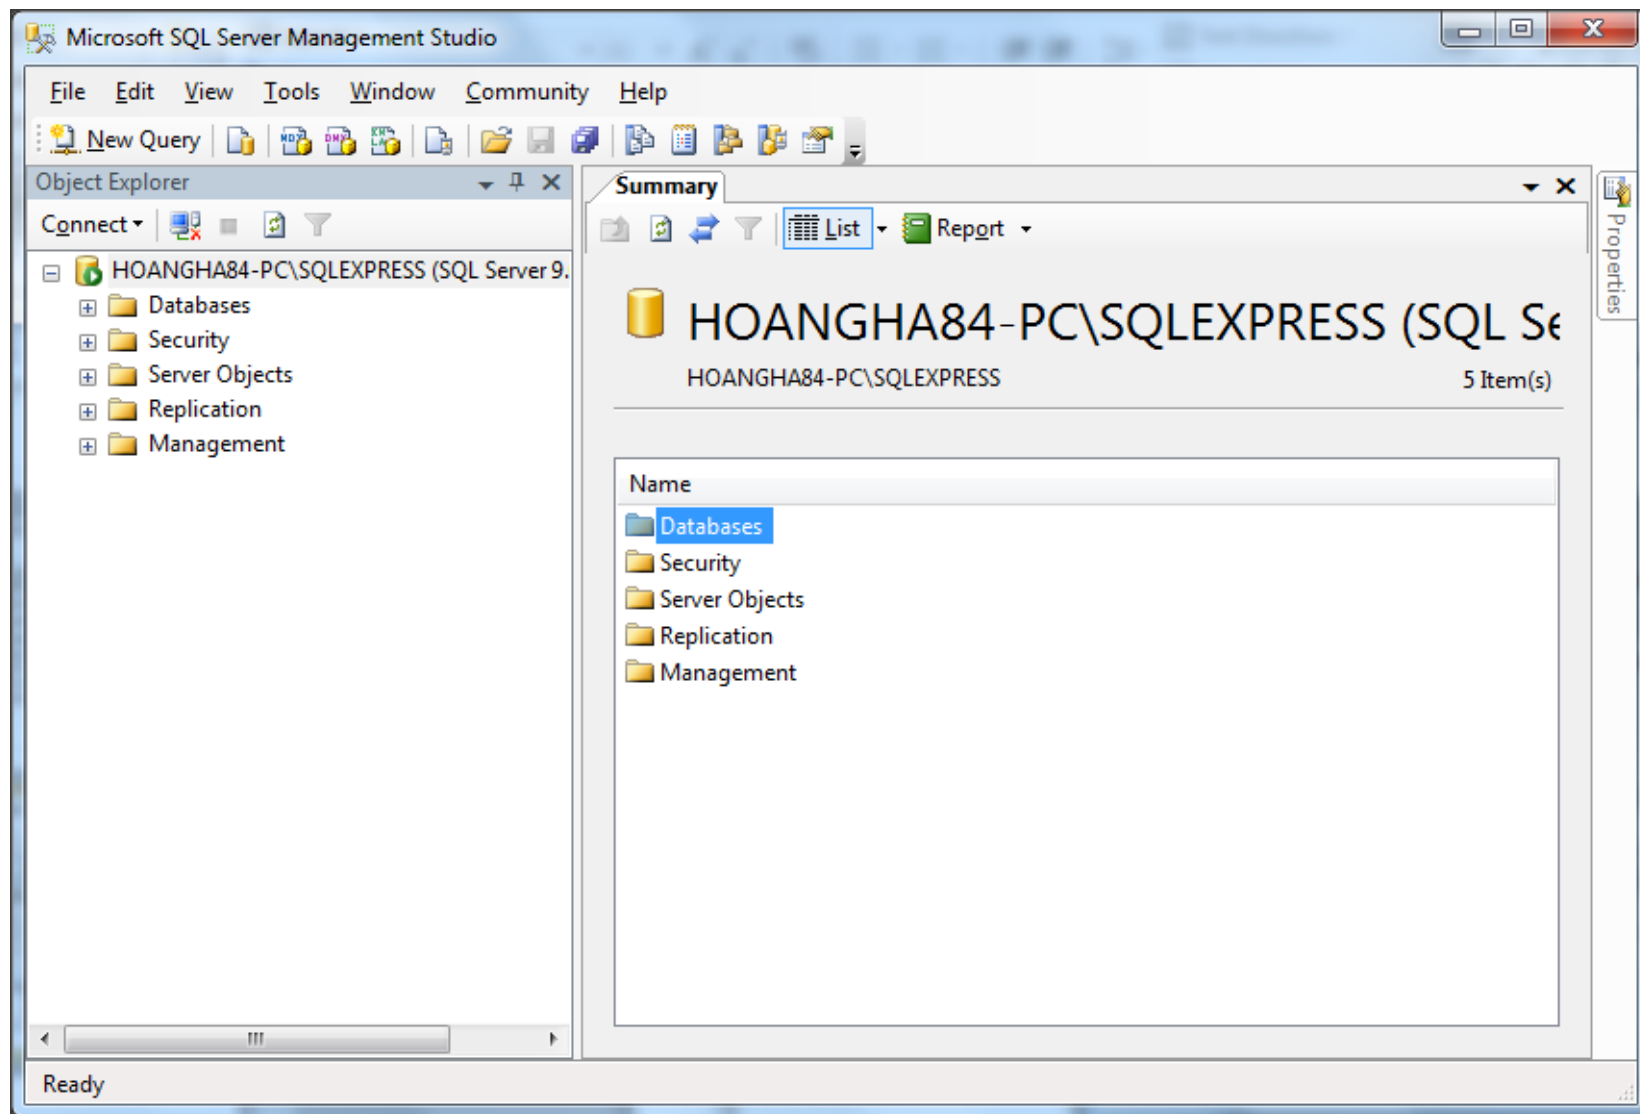 Microsoft SQL Server Management Studio
File Edit View Tools Window Community Help
New Query
Object Explorer
Connect
HOANGHA84-PC\SQLEXPRESS (SQL Server 9.
Databases
Security
Server Objects
Replication
Management
Summary
List Report
HOANGHA84-PC\SQLEXPRESS (SQL Se
HOANGHA84-PC\SQLEXPRESS 5 Item(s)
Name
Databases
Security
Server Objects
Replication
Management
Properties
Ready